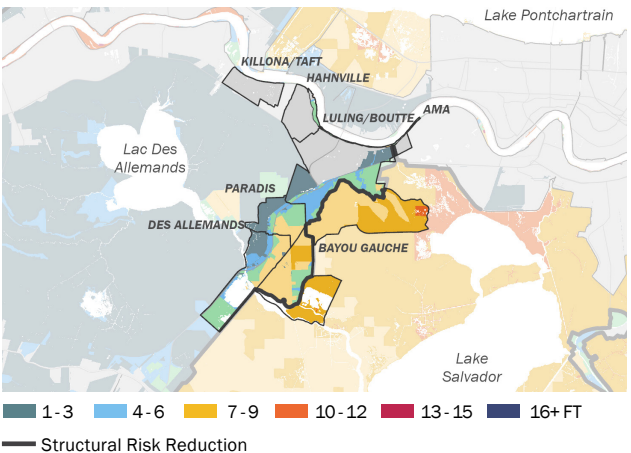 Lake Pontchartrain
KILLONA/TAFT
HAHNVILLE
AMA
LULING/BOUTTE
Lac Des
Allemands
PARADIS
DES ALLEMANDS
BAYOU GAUCHE
Lake
Salvador
1 - 3
4 - 6
7 - 9
10 - 12
13 - 15
16+ FT
Structural Risk Reduction